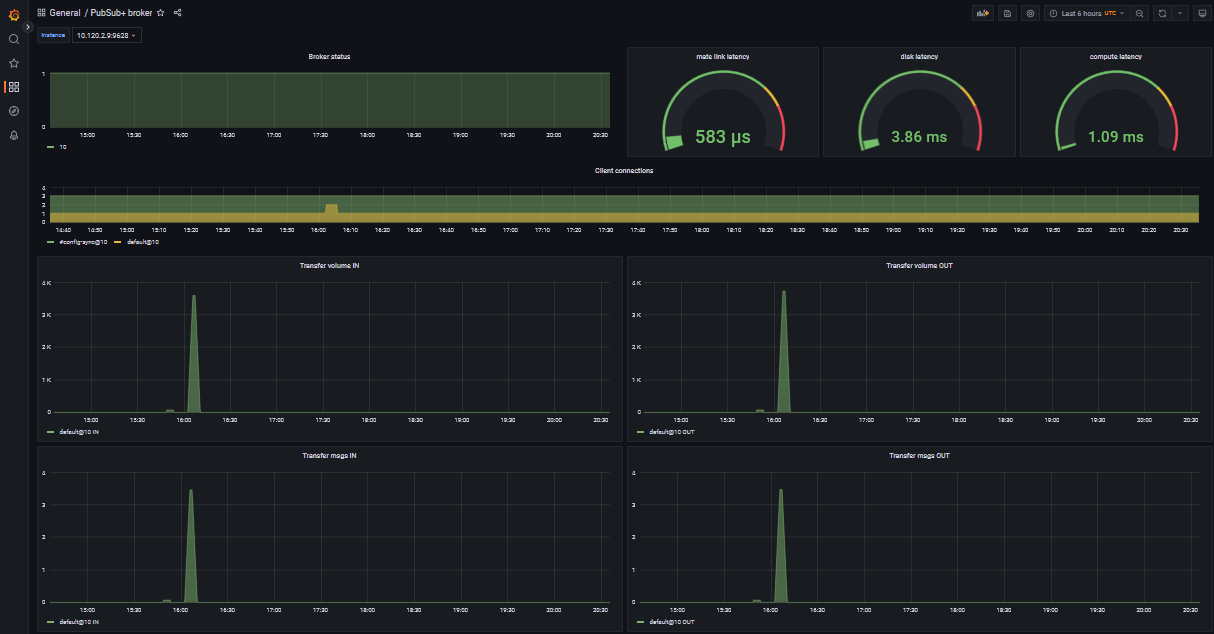 General / PubSub+ broker
Last 6 hours UTC
Instance 10.120.2.9:9628
Broker status
1
0
15:00 15:30 16:00 16:30 17:00 17:30 18:00 18:30 19:00 19:30 20:00 20:30
10
mate link latency
583 µs
disk latency
3.86 ms
compute latency
1.09 ms
Client connections
4
3
2
1
0
14:40 14:50 15:00 15:10 15:20 15:30 15:40 15:50 16:00 16:10 16:20 16:30 16:40 16:50 17:00 17:10 17:20 17:30 17:40 17:50 18:00 18:10 18:20 18:30 18:40 18:50 19:00 19:10 19:20 19:30 19:40 19:50 20:00 20:10 20:20 20:30
#config-sync@10 default@10
Transfer volume IN
4 K
3 K
2 K
1 K
0
15:00 15:30 16:00 16:30 17:00 17:30 18:00 18:30 19:00 19:30 20:00 20:30
default@10 IN
Transfer volume OUT
4 K
3 K
2 K
1 K
0
15:00 15:30 16:00 16:30 17:00 17:30 18:00 18:30 19:00 19:30 20:00 20:30
default@10 OUT
Transfer msgs IN
4
3
2
1
0
15:00 15:30 16:00 16:30 17:00 17:30 18:00 18:30 19:00 19:30 20:00 20:30
default@10 IN
Transfer msgs OUT
4
3
2
1
0
15:00 15:30 16:00 16:30 17:00 17:30 18:00 18:30 19:00 19:30 20:00 20:30
default@10 OUT